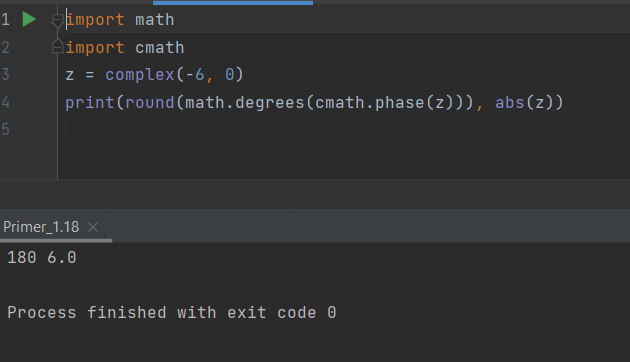 1 import math
2 import cmath
3 z = complex(-6, 0)
4 print(round(math.degrees(cmath.phase(z))), abs(z))
5
Primer_1.18
180 6.0
Process finished with exit code 0